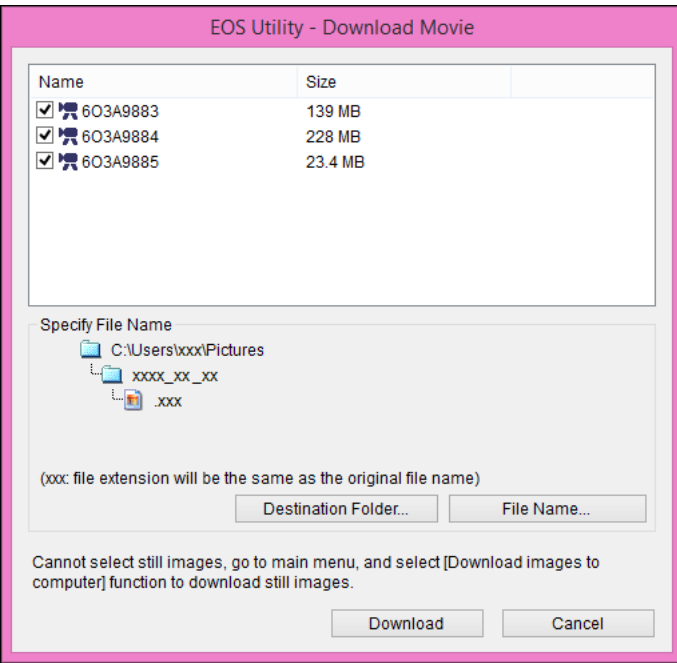 EOS Utility - Download Movie
Name Size
6O3A9883 139 MB
6O3A9884 228 MB
6O3A9885 23.4 MB
Specify File Name
C:\Users\xxx\Pictures
xxxx_xx_xx
.xxx
(xxx: file extension will be the same as the original file name)
Destination Folder... File Name...
Cannot select still images, go to main menu, and select [Download images to
computer] function to download still images.
Download Cancel